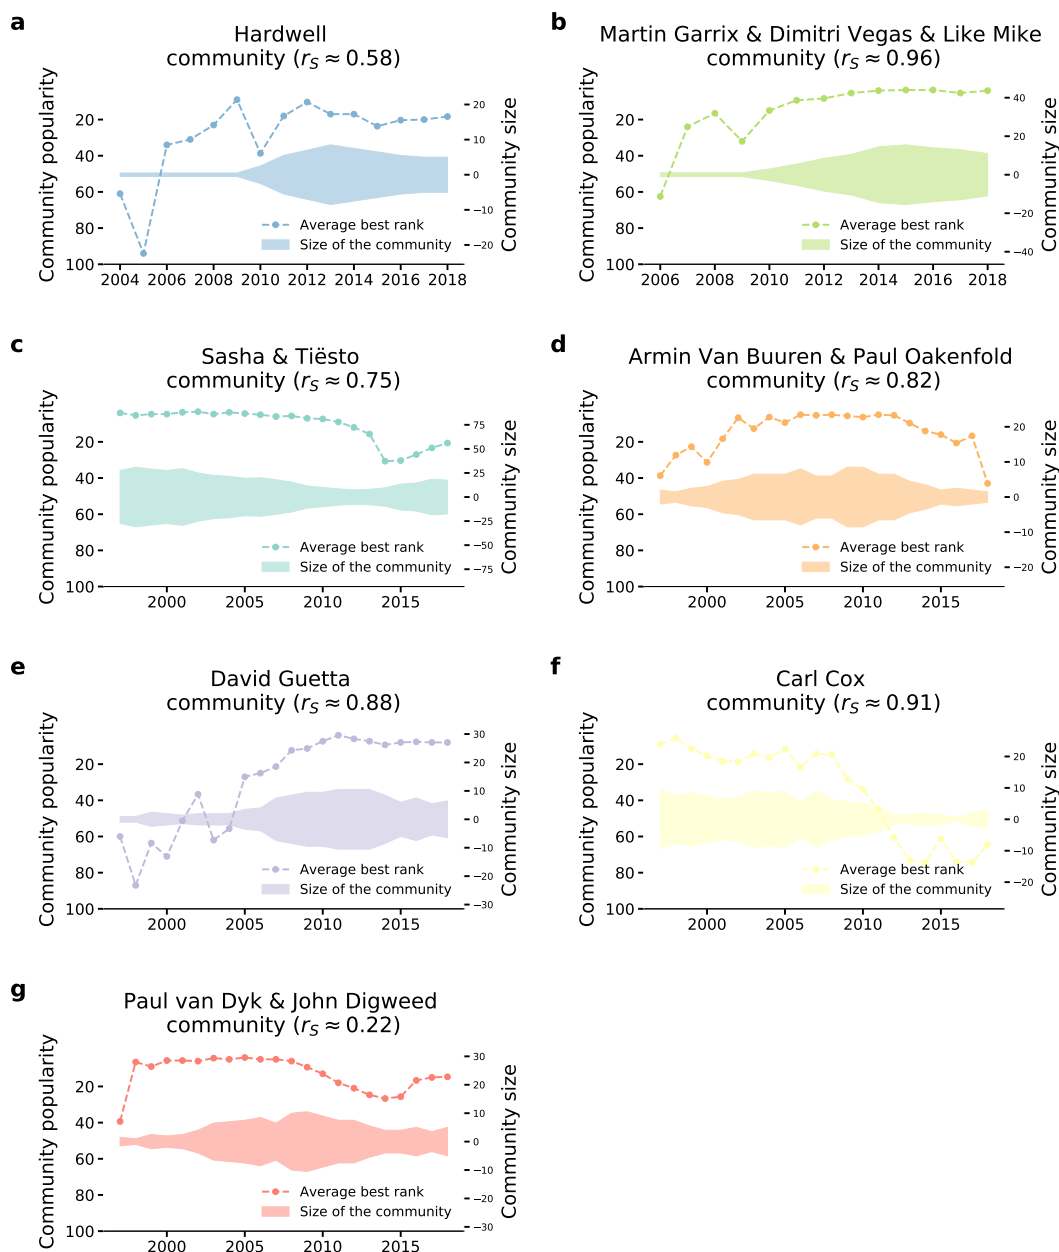 a
Hardwell
community (rS ≈ 0.58)
Community popularity
20
40
60
80
100
20
10
0
−10
−20
Community size
Average best rank
Size of the community
2004 2006 2008 2010 2012 2014 2016 2018
b
Martin Garrix & Dimitri Vegas & Like Mike
community (rS ≈ 0.96)
Community popularity
20
40
60
80
100
40
20
0
−20
−40
Community size
Average best rank
Size of the community
2006 2008 2010 2012 2014 2016 2018
c
Sasha & Tiësto
community (rS ≈ 0.75)
Community popularity
20
40
60
80
100
75
50
25
0
−25
−50
−75
Community size
Average best rank
Size of the community
2000 2005 2010 2015
d
Armin Van Buuren & Paul Oakenfold
community (rS ≈ 0.82)
Community popularity
20
40
60
80
100
20
10
0
−10
−20
Community size
Average best rank
Size of the community
2000 2005 2010 2015
e
David Guetta
community (rS ≈ 0.88)
Community popularity
20
40
60
80
100
30
20
10
0
−10
−20
−30
Community size
Average best rank
Size of the community
2000 2005 2010 2015
f
Carl Cox
community (rS ≈ 0.91)
Community popularity
20
40
60
80
100
20
10
0
−10
−20
Community size
Average best rank
Size of the community
2000 2005 2010 2015
g
Paul van Dyk & John Digweed
community (rS ≈ 0.22)
Community popularity
20
40
60
80
100
30
20
10
0
−10
−20
−30
Community size
Average best rank
Size of the community
2000 2005 2010 2015